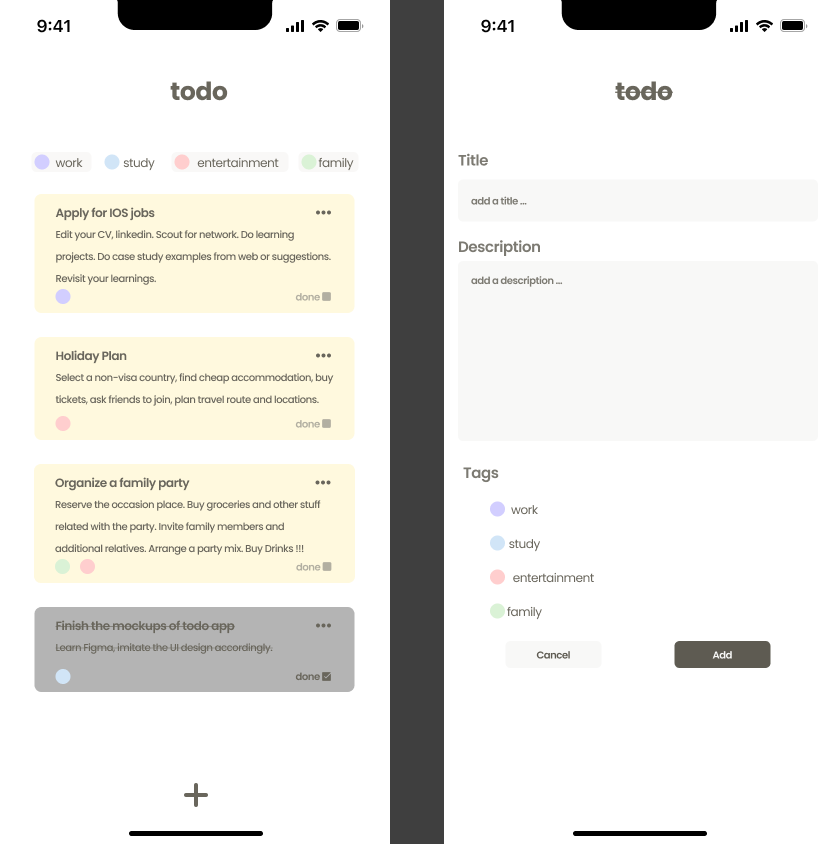 9:41
todo
work study entertainment family
Apply for IOS jobs
Edit your CV, linkedin. Scout for network. Do learning
projects. Do case study examples from web or suggestions.
Revisit your learnings.
done
Holiday Plan
Select a non-visa country, find cheap accommodation, buy
tickets, ask friends to join, plan travel route and locations.
done
Organize a family party
Reserve the occasion place. Buy groceries and other stuff
related with the party. Invite family members and
additional relatives. Arrange a party mix. Buy Drinks !!!
done
Finish the mockups of todo app
Learn Figma, imitate the UI design accordingly.
done
9:41
todo
Title
add a title ...
Description
add a description ...
Tags
work
study
entertainment
family
Cancel Add